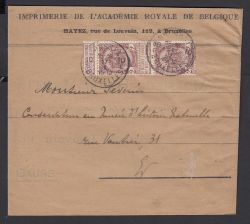 IMPRIMERIE DE L'ACADÉMIE ROYALE DE BELGIQUE
HAYEZ, rue de Louvain, 112, à Bruxelles
Monsieur Severin
Conservateur au Musée d'histoire Naturelle
rue Vautier 31